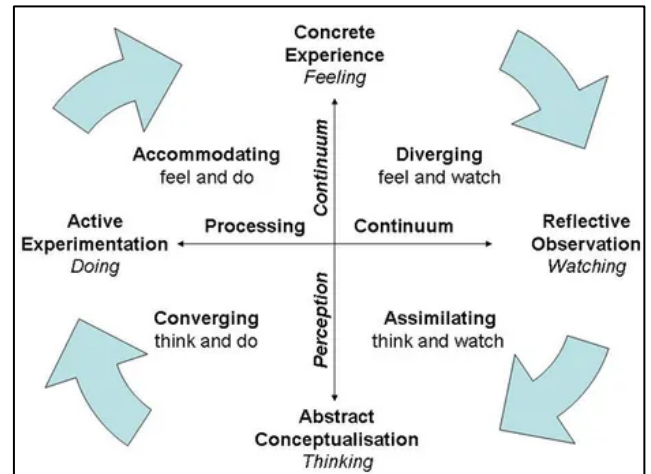 Concrete
Experience
Feeling
Continuum
Accommodating
feel and do
Diverging
feel and watch
Active
Experimentation
Doing
Processing
Continuum
Reflective
Observation
Watching
Perception
Converging
think and do
Assimilating
think and watch
Abstract
Conceptualisation
Thinking